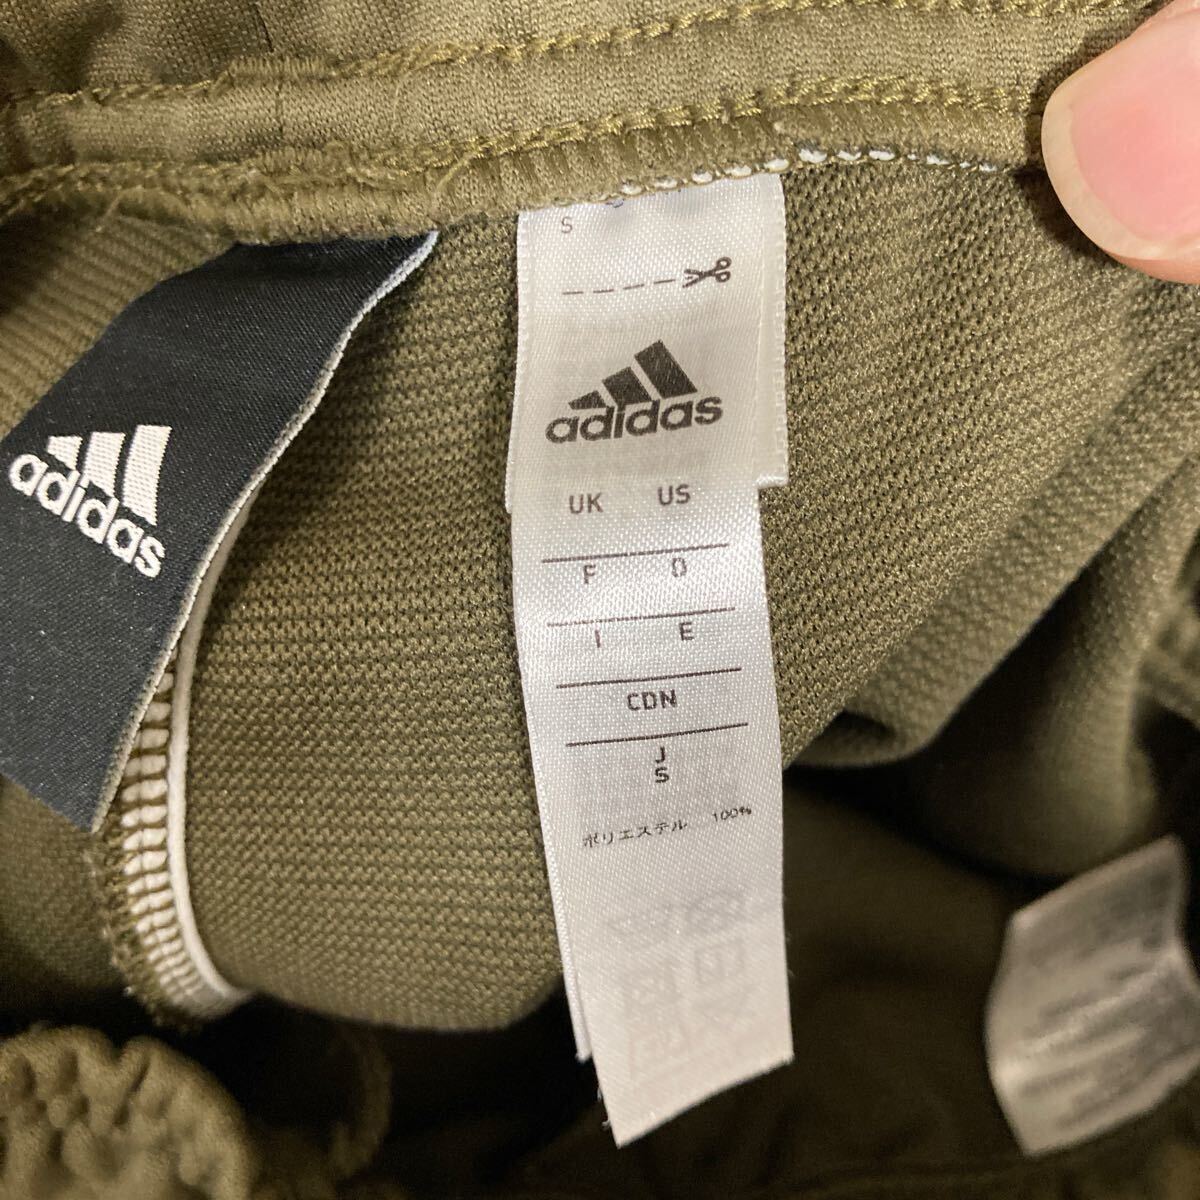 adidas
S
adidas
UK US
F D
I E
CDN
J
S
ポリエステル 100%